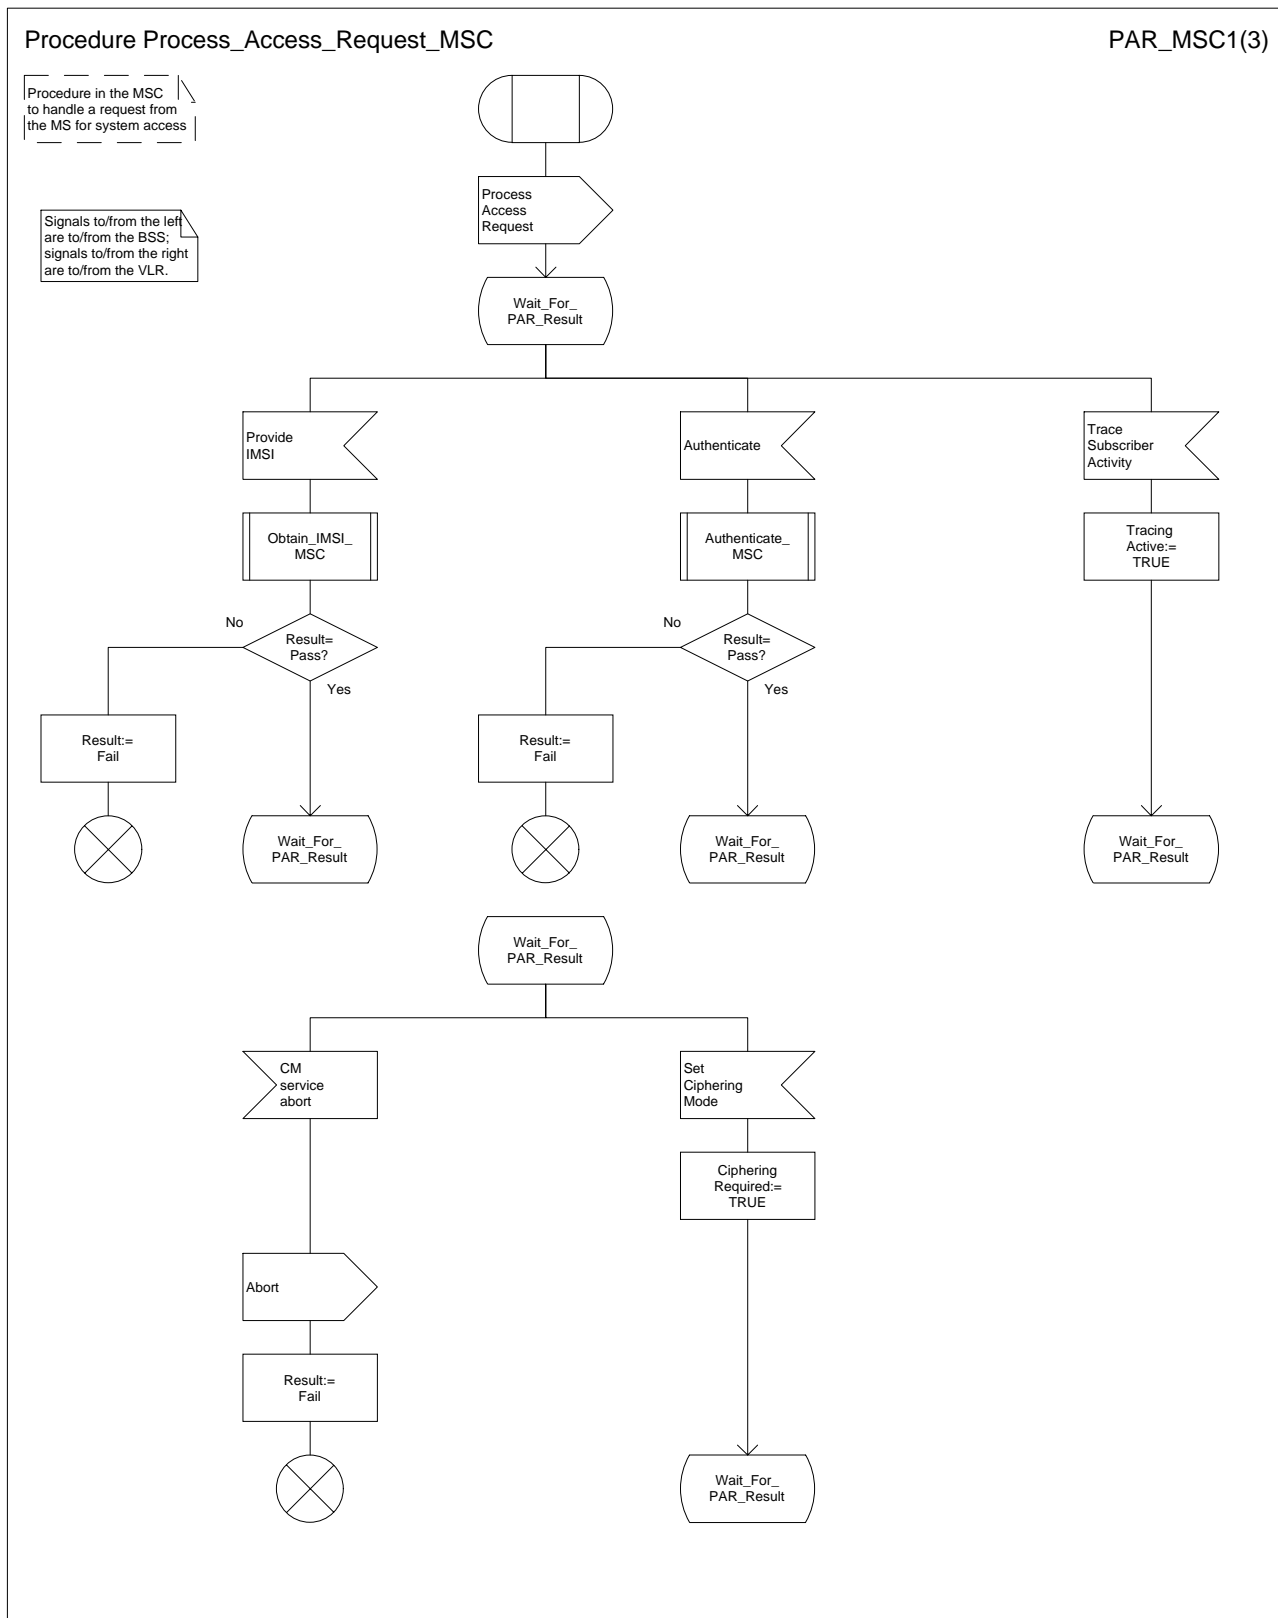 Procedure Process_Access_Request_MSC
PAR_MSC1(3)
Procedure in the MSC
to handle a request from
the MS for system access
Signals to/from the left
are to/from the BSS;
signals to/from the right
are to/from the VLR.
Process
Access
Request
Wait_For_
PAR_Result
Provide
IMSI
Authenticate
Trace
Subscriber
Activity
Obtain_IMSI_
MSC
Authenticate_
MSC
Tracing
Active:=
TRUE
No
Result=
Pass?
Yes
No
Result=
Pass?
Yes
Result:=
Fail
Result:=
Fail
Wait_For_
PAR_Result
Wait_For_
PAR_Result
Wait_For_
PAR_Result
Wait_For_
PAR_Result
CM
service
abort
Set
Ciphering
Mode
Ciphering
Required:=
TRUE
Abort
Result:=
Fail
Wait_For_
PAR_Result